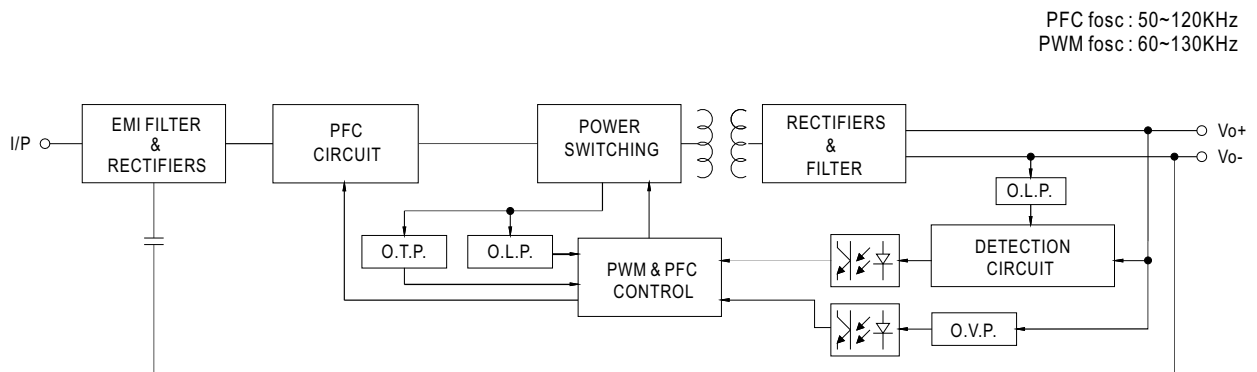 PFC fosc : 50~120KHz
PWM fosc : 60~130KHz
I/P
EMI FILTER
&
RECTIFIERS
PFC
CIRCUIT
POWER
SWITCHING
RECTIFIERS
&
FILTER
Vo+
Vo-
O.L.P.
O.T.P.
O.L.P.
PWM & PFC
CONTROL
DETECTION
CIRCUIT
O.V.P.